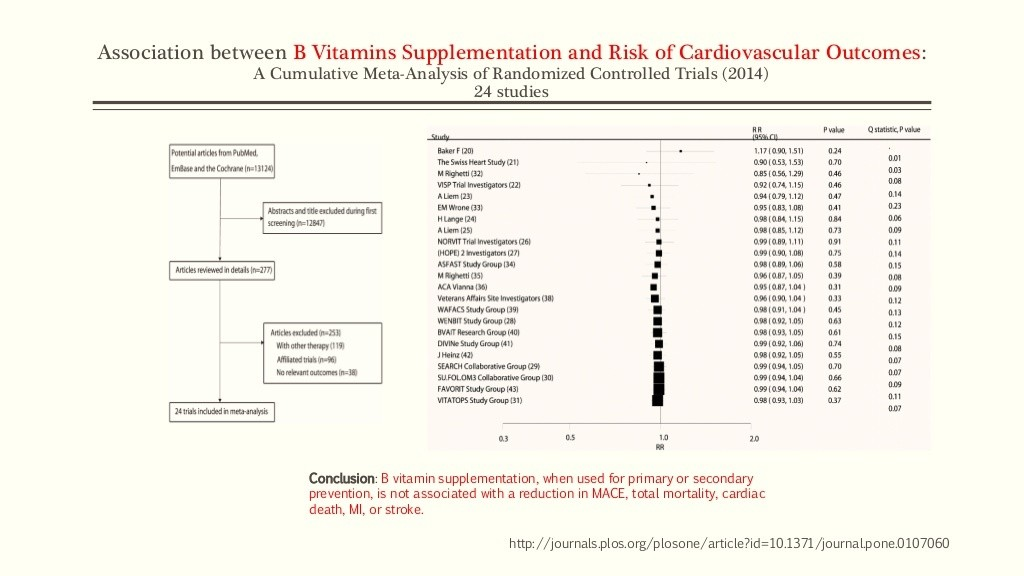 Association between B Vitamins Supplementation and Risk of Cardiovascular Outcomes:
A Cumulative Meta-Analysis of Randomized Controlled Trials (2014)
24 studies
Potential articles from PubMed,
EmBase and the Cochrane (n=13124)
Abstracts and title excluded during first
screening (n=12847)
Articles reviewed in details (n=277)
Articles excluded (n=253)
With other therapy (119)
Affiliated trials (n=96)
No relevant outcomes (n=38)
24 trials included in meta-analysis
Study RR (95% CI) P value Q statistic, P value
Baker F (20) 1.17 ( 0.90, 1.51) 0.24 .
The Swiss Heart Study (21) 0.90 ( 0.53, 1.53) 0.70 0.01
M Righetti (32) 0.85 ( 0.56, 1.29) 0.46 0.03
VISP Trial Investigators (22) 0.92 ( 0.74, 1.15) 0.46 0.08
A Liem (23) 0.94 ( 0.79, 1.12) 0.47 0.14
EM Wrone (33) 0.95 ( 0.83, 1.08) 0.41 0.23
H Lange (24) 0.98 ( 0.84, 1.15) 0.84 0.06
A Liem (25) 0.98 ( 0.85, 1.12) 0.73 0.09
NORVIT Trial Investigators (26) 0.99 ( 0.89, 1.11) 0.91 0.11
(HOPE) 2 Investigators (27) 0.99 ( 0.90, 1.08) 0.75 0.14
ASFAST Study Group (34) 0.98 ( 0.89, 1.06) 0.58 0.15
M Righetti (35) 0.96 ( 0.87, 1.05) 0.39 0.08
ACA Vianna (36) 0.95 ( 0.87, 1.04 ) 0.31 0.09
Veterans Affairs Site Investigators (38) 0.96 ( 0.90, 1.04 ) 0.33 0.12
WAFACS Study Group (39) 0.98 ( 0.91, 1.04 ) 0.45 0.13
WENBIT Study Group (28) 0.98 ( 0.92, 1.05) 0.63 0.12
BVAIT Research Group (40) 0.98 ( 0.93, 1.05) 0.61 0.15
DIVINe Study Group (41) 0.99 ( 0.92, 1.06) 0.74 0.08
J Heinz (42) 0.98 ( 0.92, 1.05) 0.55 0.07
SEARCH Collaborative Group (29) 0.99 ( 0.94, 1.05) 0.70 0.07
SU.FOL.OM3 Collaborative Group (30) 0.99 ( 0.94, 1.04) 0.66 0.09
FAVORIT Study Group (43) 0.99 ( 0.94, 1.04) 0.62 0.11
VITATOPS Study Group (31) 0.98 ( 0.93, 1.03) 0.37 0.07
0.3 0.5 1.0 2.0
RR
Conclusion: B vitamin supplementation, when used for primary or secondary
prevention, is not associated with a reduction in MACE, total mortality, cardiac
death, MI, or stroke.
http://journals.plos.org/plosone/article?id=10.1371/journal.pone.0107060